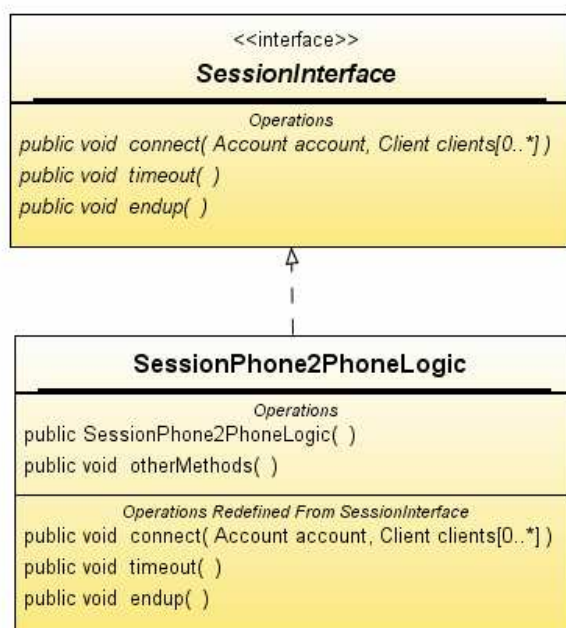 <<interface>>
SessionInterface
Operations
public void connect( Account account, Client clients[0..*] )
public void timeout( )
public void endup( )
SessionPhone2PhoneLogic
Operations
public SessionPhone2PhoneLogic( )
public void otherMethods( )
Operations Redefined From SessionInterface
public void connect( Account account, Client clients[0..*] )
public void timeout( )
public void endup( )